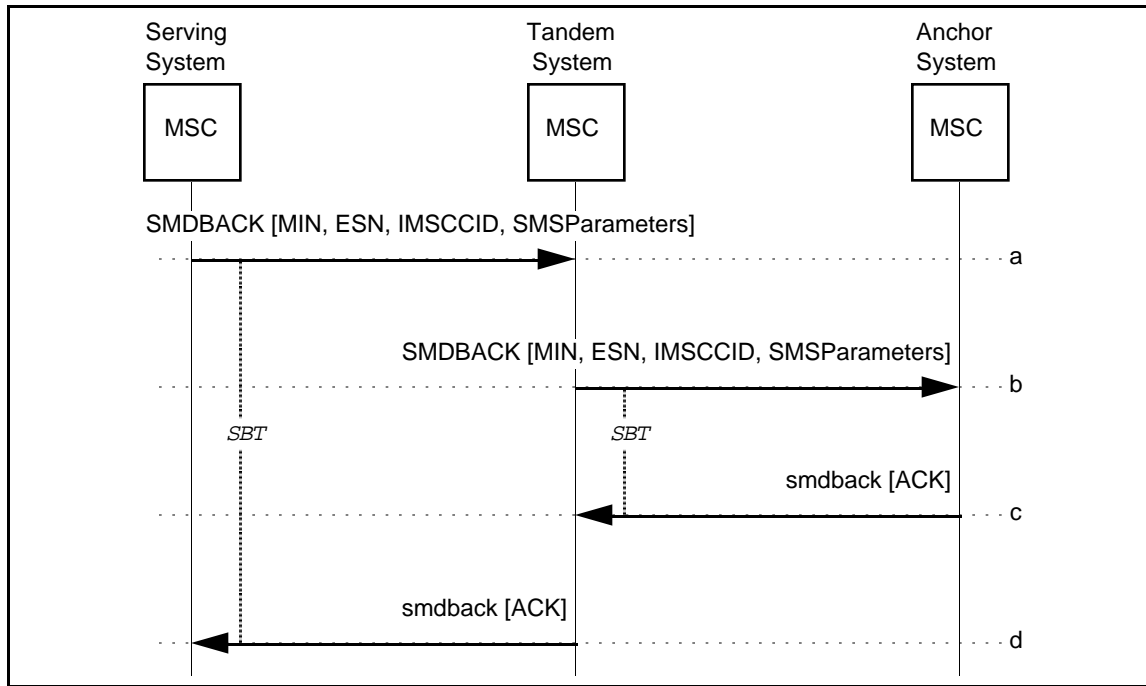 Serving
System
Tandem
System
Anchor
System
MSC
MSC
MSC
SMDBACK [MIN, ESN, IMSCCID, SMSParameters]
a
SMDBACK [MIN, ESN, IMSCCID, SMSParameters]
b
SBT
SBT
smdback [ACK]
c
smdback [ACK]
d